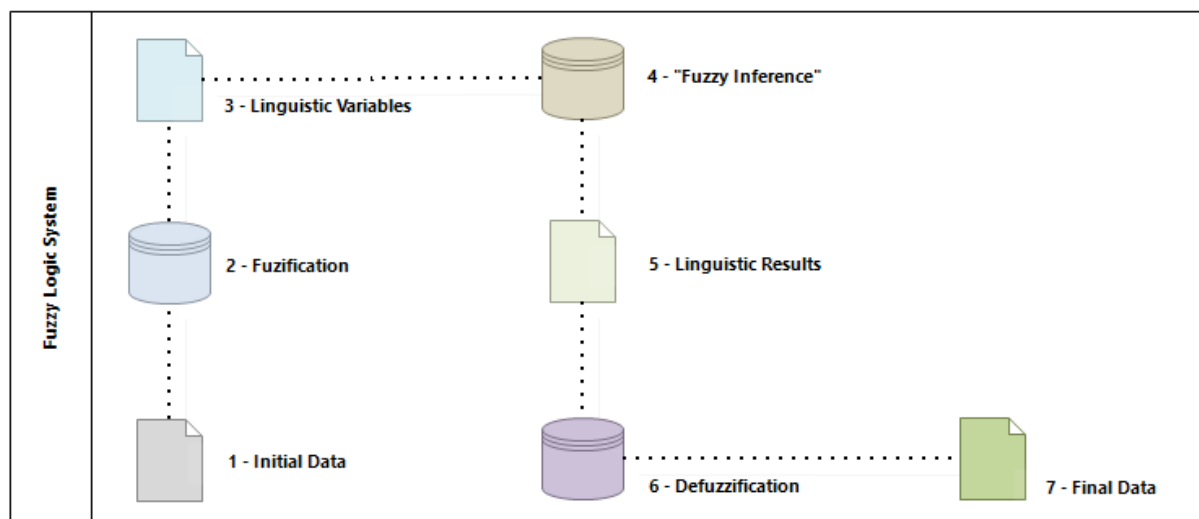 Fuzzy Logic System
1 - Initial Data
2 - Fuzification
3 - Linguistic Variables
4 - "Fuzzy Inference"
5 - Linguistic Results
6 - Defuzzification
7 - Final Data